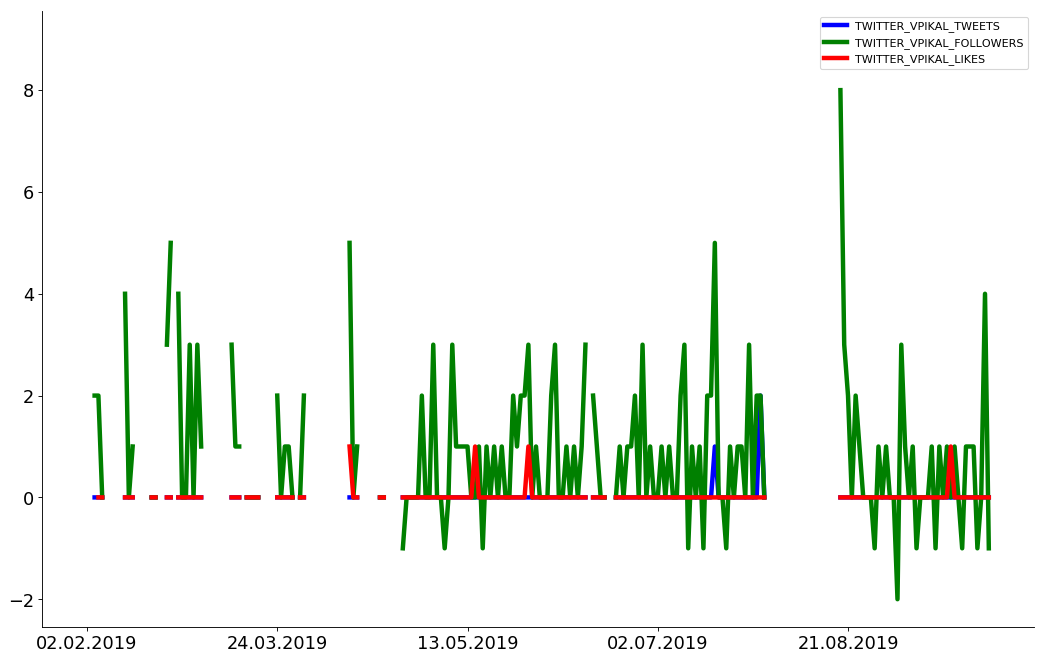 TWITTER_VPIKAL_TWEETS
TWITTER_VPIKAL_FOLLOWERS
TWITTER_VPIKAL_LIKES
8
6
4
2
0
−2
02.02.2019 24.03.2019 13.05.2019 02.07.2019 21.08.2019